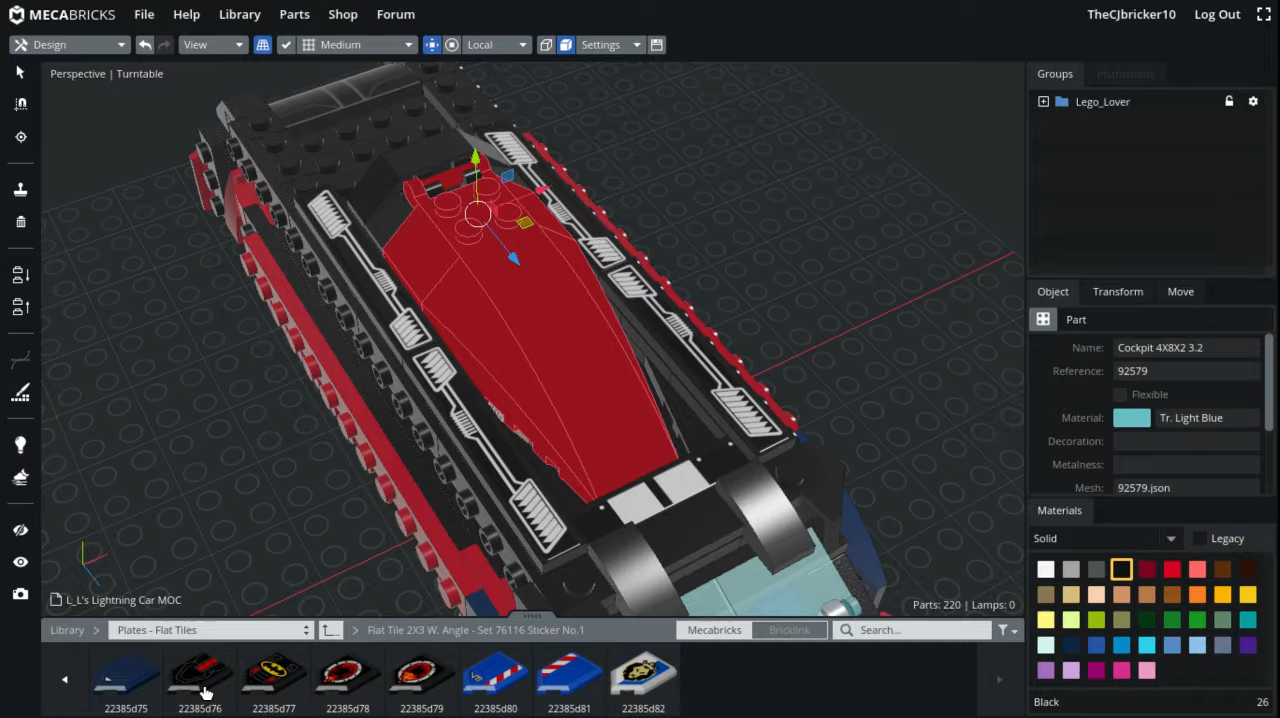 MECABRICKS File Help Library Parts Shop Forum TheCJbricker10 Log Out
Design View Medium Local Settings
Perspective | Turntable
Groups Instructions
Lego_Lover
Object Transform Move
Part
Name: Cockpit 4X8X2 3.2
Reference: 92579
Flexible
Material: Tr. Light Blue
Decoration:
Metalness:
Mesh: 92579.json
Materials
Solid Legacy
Black 26
L_L's Lightning Car MOC
Parts: 220 | Lamps: 0
Library Plates - Flat Tiles Flat Tile 2X3 W. Angle - Set 76116 Sticker No.1 Mecabricks Bricklink Search...
22385d75 22385d76 22385d77 22385d78 22385d79 22385d80 22385d81 22385d82